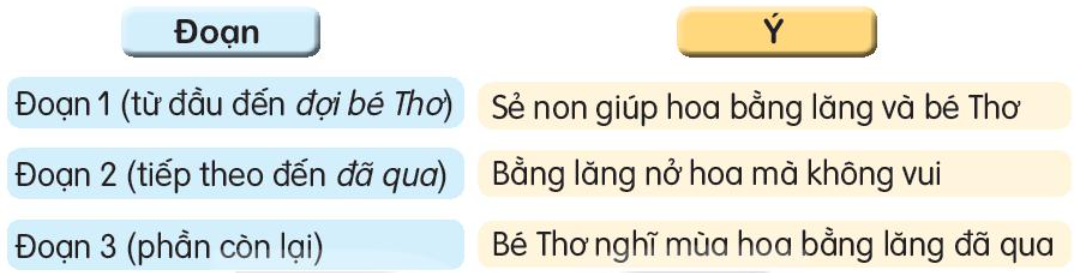 Đoạn
Ý
Đoạn 1 (từ đầu đến đợi bé Thơ)
Sẻ non giúp hoa bằng lăng và bé Thơ
Đoạn 2 (tiếp theo đến đã qua)
Bằng lăng nở hoa mà không vui
Đoạn 3 (phần còn lại)
Bé Thơ nghĩ mùa hoa bằng lăng đã qua